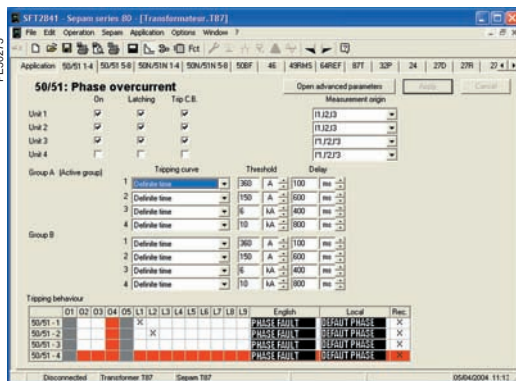 SFT2841 - Sepam series 80 - [Transformateur.T87]
File Edit Operation Sepam Application Options Window ?
Fct
Application 50/51 1-4 50/51 5-8 50N/51N 1-4 50N/51N 5-8 50BF 46 49RMS 64REF 87T 32P 24 27D 27R
50/51: Phase overcurrent
Open advanced parameters Apply Cancel
On Latching Trip C.B. Measurement origin
Unit 1 I1,I2,I3
Unit 2 I1,I2,I3
Unit 3 I'1,I'2,I'3
Unit 4 I'1,I'2,I'3
Group A (Active group) Tripping curve Threshold Delay
1 Definite time 360 A 100 ms
2 Definite time 150 A 600 ms
3 Definite time 6 kA 400 ms
4 Definite time 10 kA 800 ms
Group B
1 Definite time 360 A 100 ms
2 Definite time 150 A 600 ms
3 Definite time 6 kA 400 ms
4 Definite time 10 kA 800 ms
Tripping behaviour
O1 O2 O3 O4 O5 L1 L2 L3 L4 L5 L6 L7 L8 L9 English Local Rec.
50/51 - 1 X PHASE FAULT DEFAUT PHASE X
50/51 - 2 X PHASE FAULT DEFAUT PHASE X
50/51 - 3 PHASE FAULT DEFAUT PHASE X
50/51 - 4 PHASE FAULT DEFAUT PHASE X
Disconnected Transformer T87 Sepam T87 05/04/2004